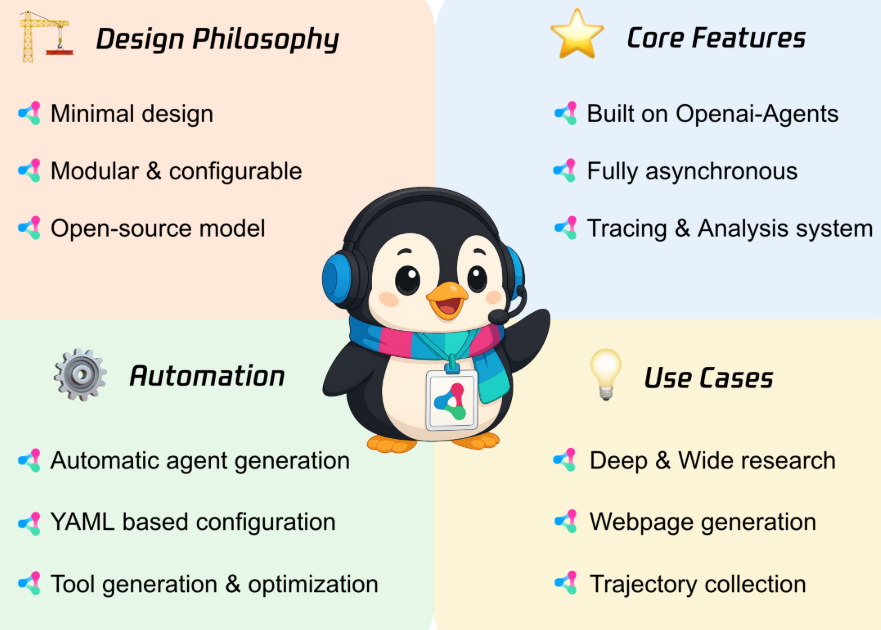 Design Philosophy
Minimal design
Modular & configurable
Open-source model
Core Features
Built on Openai-Agents
Fully asynchronous
Tracing & Analysis system
Automation
Automatic agent generation
YAML based configuration
Tool generation & optimization
Use Cases
Deep & Wide research
Webpage generation
Trajectory collection